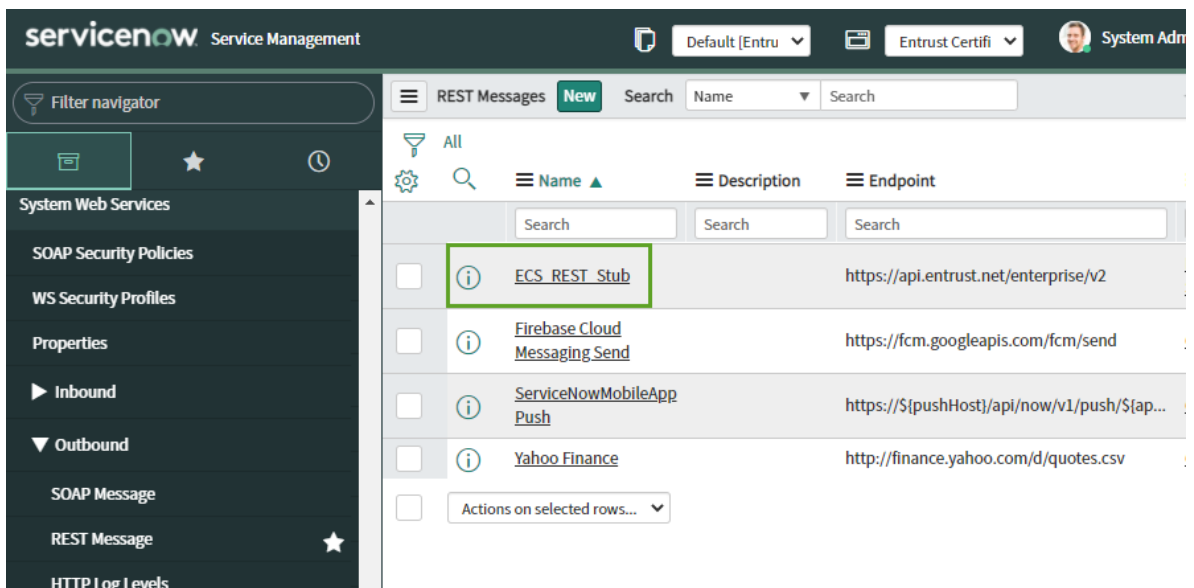 servicenow Service Management
Default [Entru
Entrust Certifi
System Adm
Filter navigator
System Web Services
SOAP Security Policies
WS Security Profiles
Properties
Inbound
Outbound
SOAP Message
REST Message
HTTP Log Levels
REST Messages New Search Name Search
All
Name Description Endpoint
Search Search Search
ECS_REST_Stub https://api.entrust.net/enterprise/v2
Firebase Cloud
Messaging Send https://fcm.googleapis.com/fcm/send
ServiceNowMobileApp
Push https://${pushHost}/api/now/v1/push/${ap...
Yahoo Finance http://finance.yahoo.com/d/quotes.csv
Actions on selected rows...